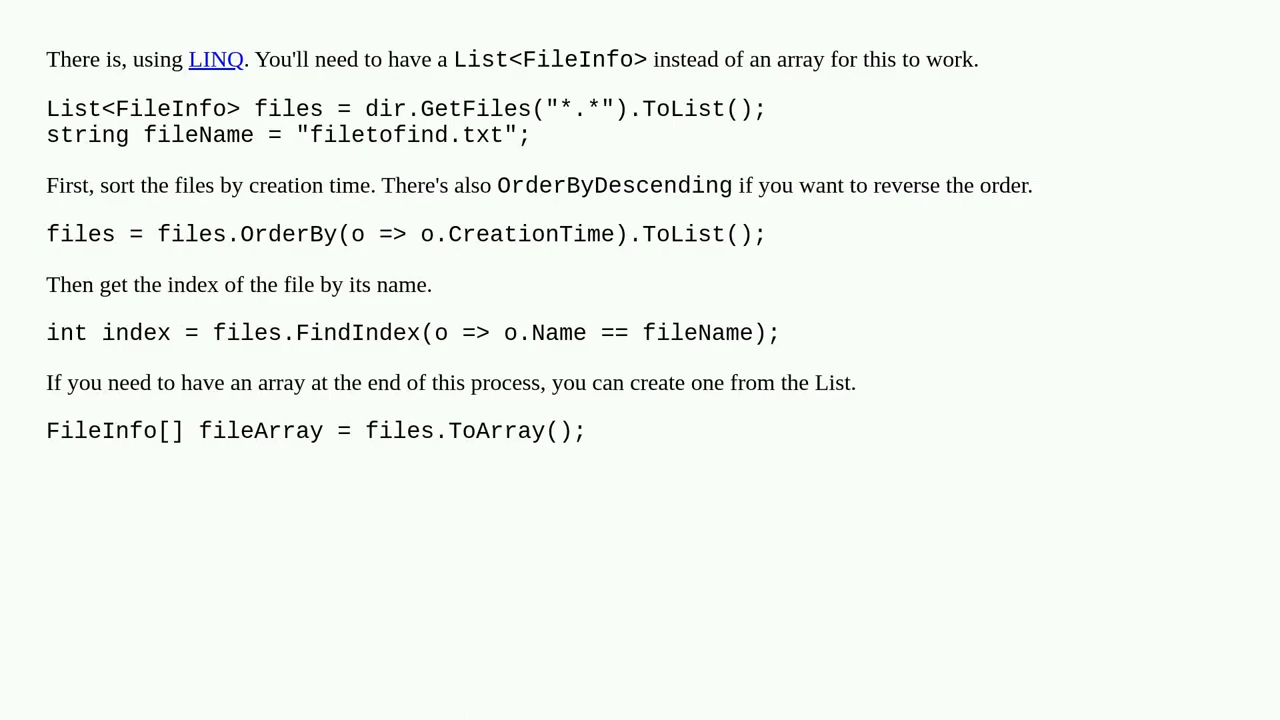 There is, using LINQ. You'll need to have a List<FileInfo> instead of an array for this to work.
List<FileInfo> files = dir.GetFiles("*.*").ToList();
string fileName = "filetofind.txt";
First, sort the files by creation time. There's also OrderByDescending if you want to reverse the order.
files = files.OrderBy(o => o.CreationTime).ToList();
Then get the index of the file by its name.
int index = files.FindIndex(o => o.Name == fileName);
If you need to have an array at the end of this process, you can create one from the List.
FileInfo[] fileArray = files.ToArray();